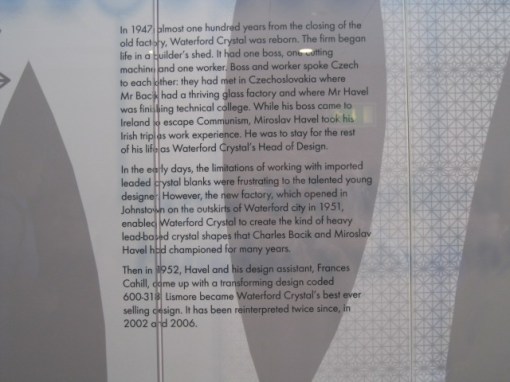 In 1947 almost one hundred years from the closing of the
old factory, Waterford Crystal was reborn. The firm began
life in a builder's shed. It had one boss, one cutting
machine and one worker. Boss and worker spoke Czech
to each other: they had met in Czechoslovakia where
Mr Bacik had a thriving glass factory and where Mr Havel
was finishing technical college. While his boss came to
Ireland to escape Communism, Miroslav Havel took his
Irish trip as work experience. He was to stay for the rest
of his life as Waterford Crystal's Head of Design.
In the early days, the limitations of working with imported
leaded crystal blanks were frustrating to the talented young
designer. However, the new factory, which opened in
Johnstown on the outskirts of Waterford city in 1951,
enabled Waterford Crystal to create the kind of heavy
lead-based crystal shapes that Charles Bacik and Miroslav
Havel had championed for many years.
Then in 1952, Havel and his design assistant, Frances
Cahill, came up with a transforming design coded
600-318. Lismore became Waterford Crystal's best ever
selling design. It has been reinterpreted twice since, in
2002 and 2006.